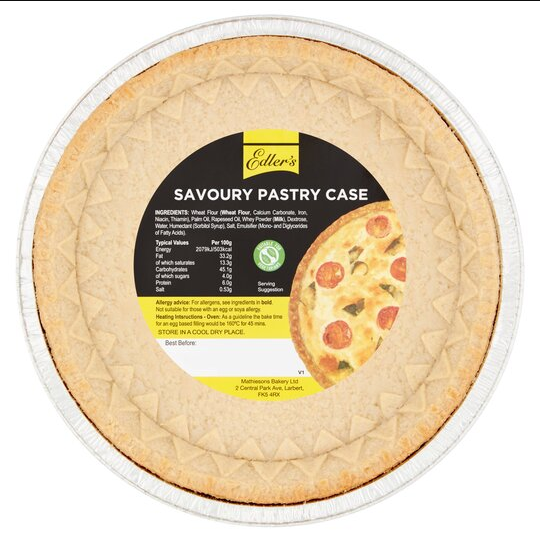 Edler's
SAVOURY PASTRY CASE
INGREDIENTS: Wheat Flour (Wheat Flour, Calcium Carbonate, Iron,
Niacin, Thiamin), Palm Oil, Rapeseed Oil, Whey Powder (Milk), Dextrose,
Water, Humectant (Sorbitol Syrup), Salt, Emulsifier (Mono- and Diglycerides
of Fatty Acids).
Typical Values Per 100g
Energy 2079kJ/503kcal
Fat 33.2g
of which saturates 13.3g
Carbohydrates 45.1g
of which sugars 4.0g
Protein 6.0g
Salt 0.53g
Serving
Suggestion
Allergy advice: For allergens, see ingredients in bold.
Not suitable for those with an egg or soya allergy.
Heating Intsructions - Oven: As a guideline the bake time
for an egg based filling would be 160ºC for 45 mins.
STORE IN A COOL DRY PLACE.
Best Before:
V1
Mathiesons Bakery Ltd
2 Central Park Ave, Larbert,
FK5 4RX